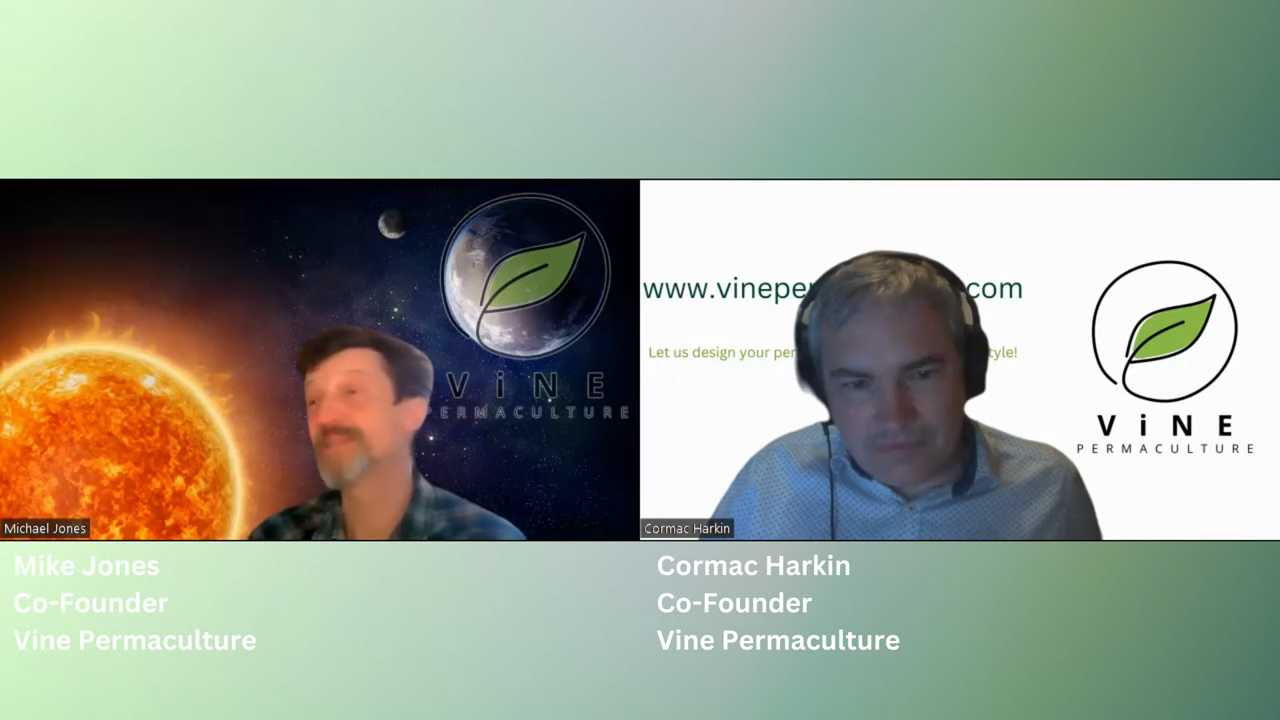 ViNE
PERMACULTURE
Michael Jones
www.vinepe com
Let us design your per tyle!
ViNE
PERMACULTURE
Cormac Harkin
Mike Jones
Co-Founder
Vine Permaculture
Cormac Harkin
Co-Founder
Vine Permaculture